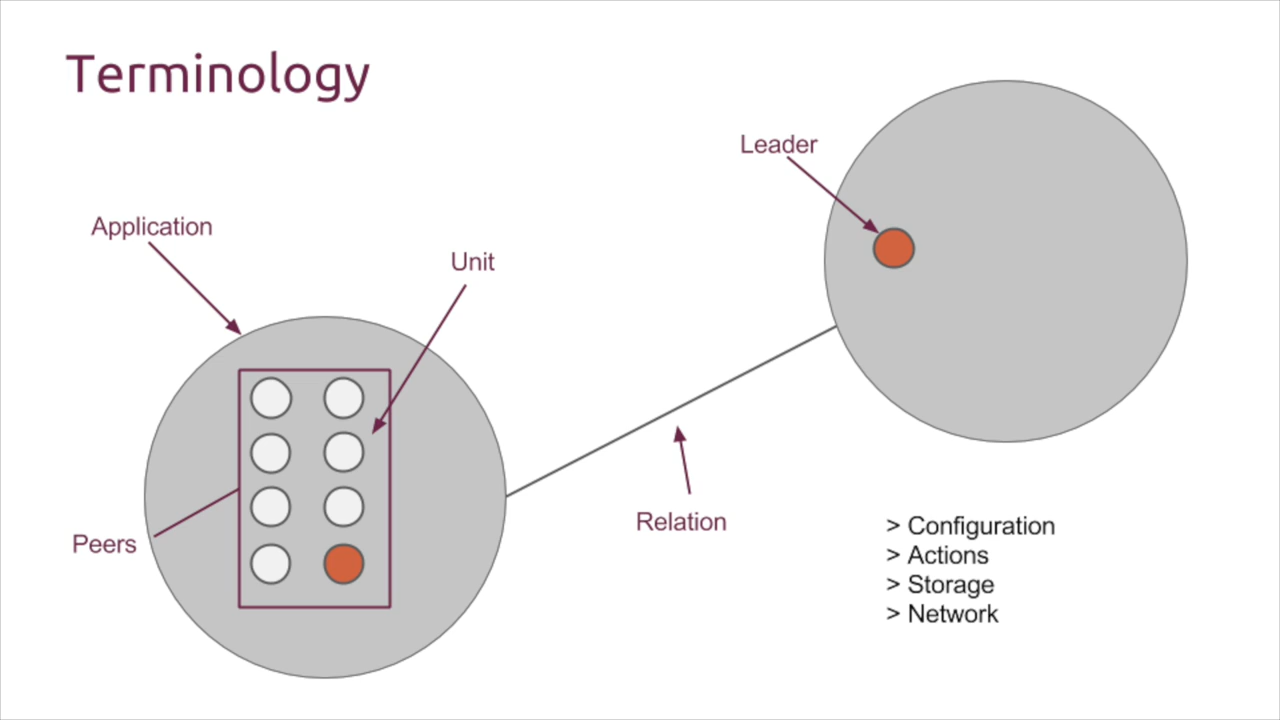 Terminology
Leader
Application
Unit
Peers
Relation
> Configuration
> Actions
> Storage
> Network